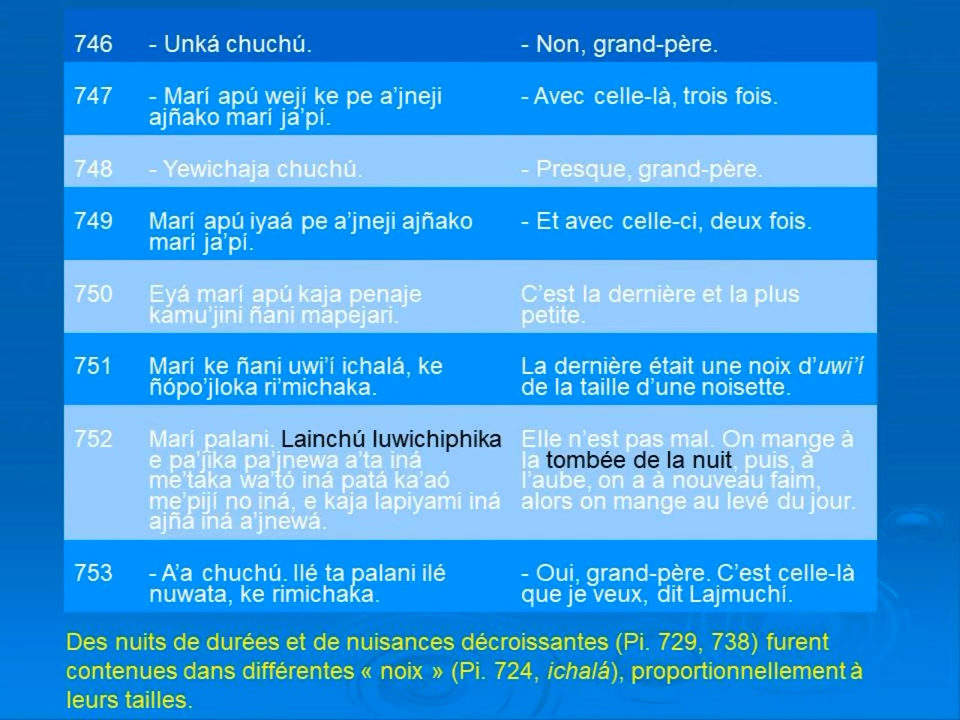 746 - Unká chuchú. - Non, grand-père.
747 - Marí apú wejí ke pe a’jneji - Avec celle-là, trois fois.
ajñako marí ja’pí.
748 - Yewichaja chuchú. - Presque, grand-père.
749 Marí apú iyaá pe a’jneji ajñako - Et avec celle-ci, deux fois.
marí ja’pí.
750 Eyá marí apú kaja penaje C’est la dernière et la plus
kamu’jini ñani mapejari. petite.
751 Marí ke ñani uwi’í ichalá, ke La dernière était une noix d’uwi’í
ñópo’jloka ri’michaka. de la taille d’une noisette.
752 Marí palani. Lainchú luwichiphika Elle n’est pas mal. On mange à
e pa’jika pa’jnewa a’ta iná la tombée de la nuit, puis, à
me’taka wa’tó iná patá ka’aó l’aube, on a à nouveau faim,
me’pijí no iná, e kaja lapiyami iná alors on mange au levé du jour.
ajñá iná a’jnewá.
753 - A’a chuchú. Ilé ta palani ilé - Oui, grand-père. C’est celle-là
nuwata, ke rimichaka. que je veux, dit Lajmuchí.
Des nuits de durées et de nuisances décroissantes (Pi. 729, 738) furent
contenues dans différentes « noix » (Pi. 724, ichalá), proportionnellement à
leurs tailles.